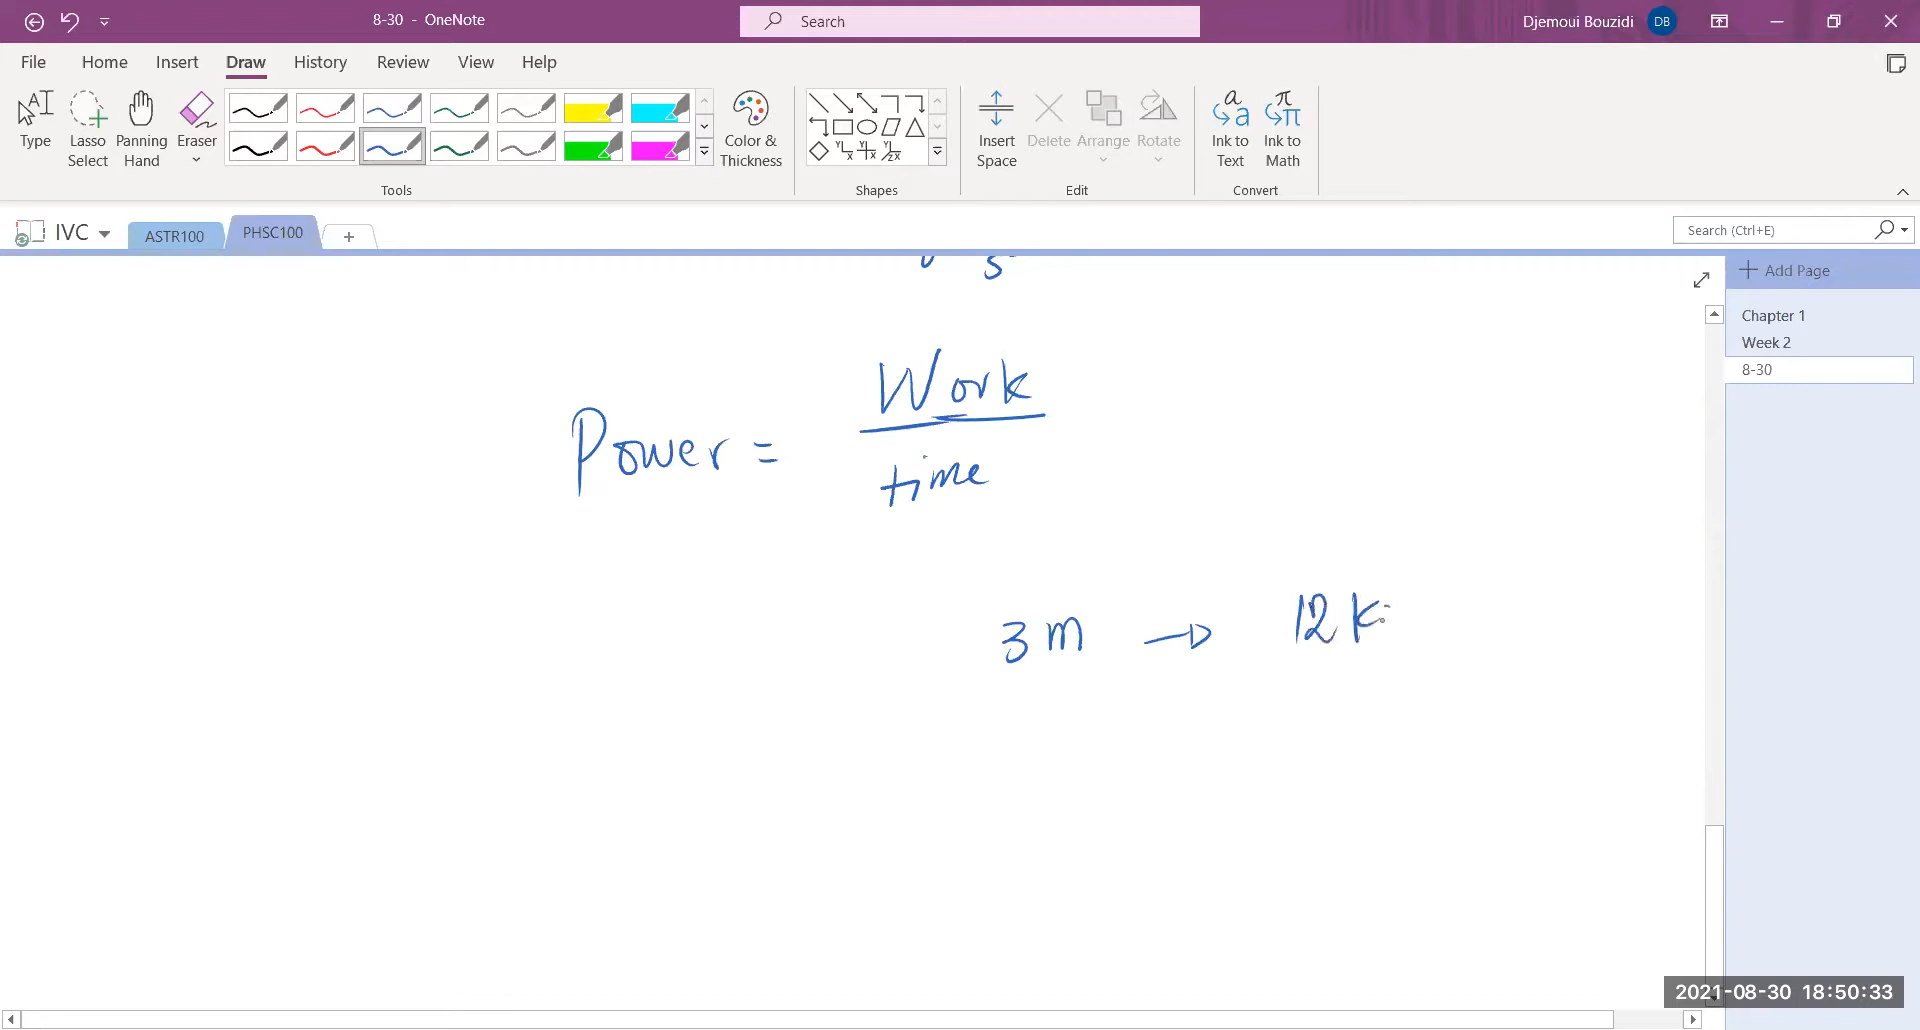 8-30 - OneNote
Search
Djemoui Bouzidi
DB
File Home Insert Draw History Review View Help
Type
Lasso Select
Panning Hand
Eraser
Color & Thickness
Insert Space
Delete
Arrange
Rotate
Ink to Text
Ink to Math
Tools
Shapes
Edit
Convert
IVC
ASTR100
PHSC100
Search (Ctrl+E)
Add Page
Chapter 1
Week 2
8-30
Power = Work
time
3 m → 12 k
2021-08-30 18:50:33